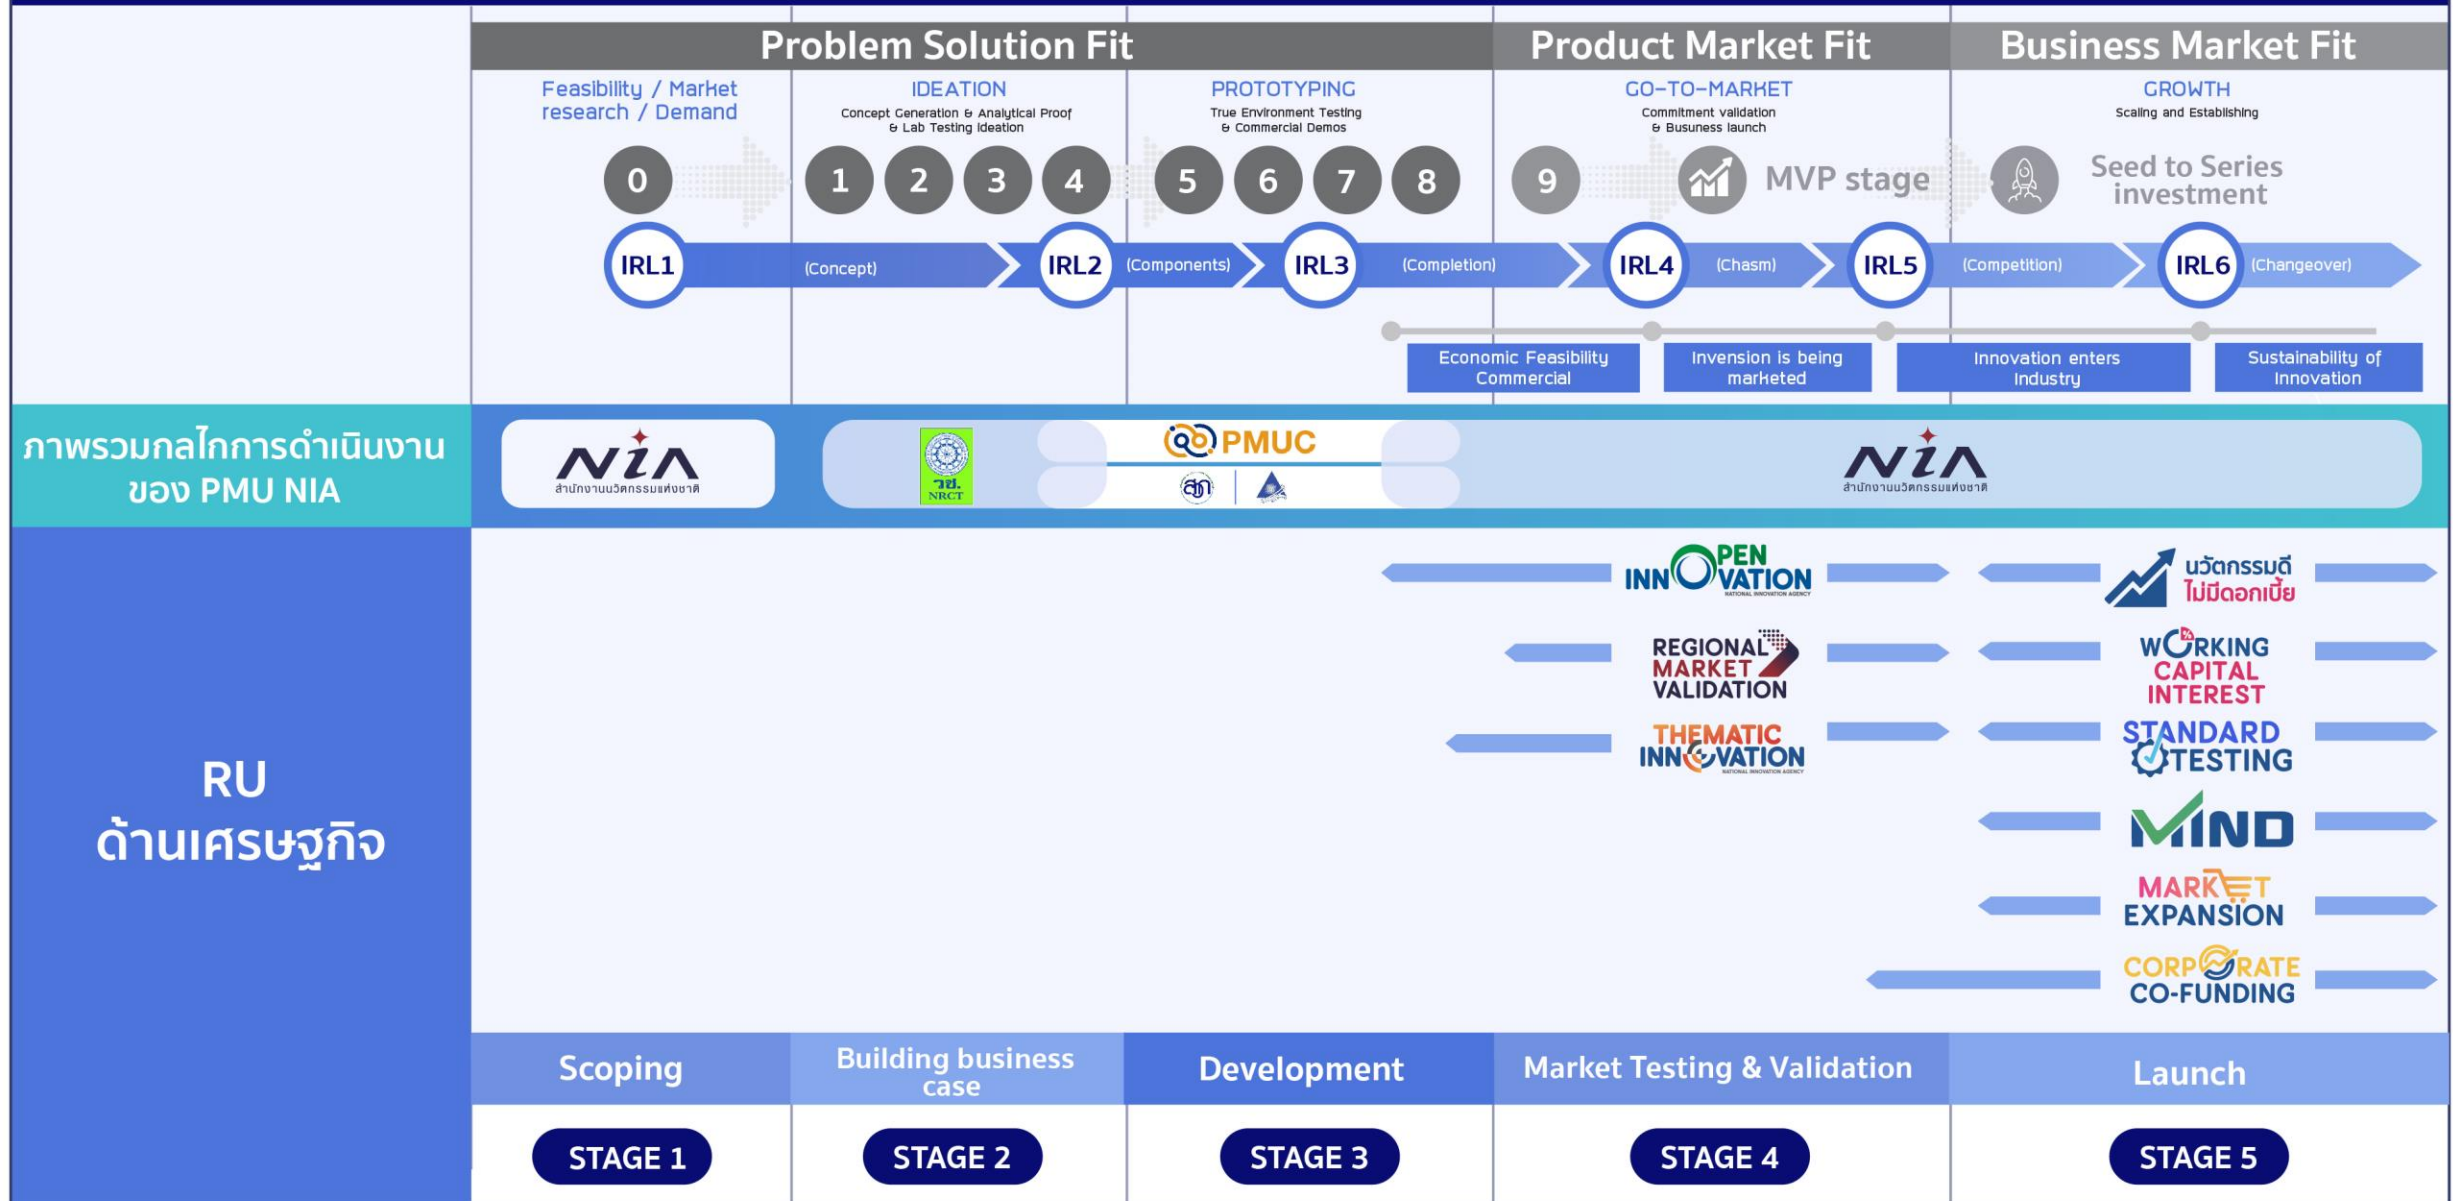 Problem Solution Fit
Product Market Fit
Business Market Fit
Feasibility / Market
research / Demand
IDEATION
Concept Generation & Analytical Proof
& Lab Testing Ideation
PROTOTYPING
True Environment Testing
& Commercial Demos
GO-TO-MARKET
Commitment validation
& Busuness launch
GROWTH
Scaling and Establishing
0
1
2
3
4
5
6
7
8
9
MVP stage
Seed to Series
investment
IRL1
(Concept)
IRL2
(Components)
IRL3
(Completion)
IRL4
(Chasm)
IRL5
(Competition)
IRL6
(Changeover)
Economic Feasibility
Commercial
Invension is being
marketed
Innovation enters
Industry
Sustainability of
Innovation
ภาพรวมกลไกการดำเนินงาน
ของ PMU NIA
NiA
สำนักงานนวัตกรรมแห่งชาติ
วช.
NRCT
PMUC
สวก
NiA
สำนักงานนวัตกรรมแห่งชาติ
RU
ด้านเศรษฐกิจ
OPEN
INNOVATION
NATIONAL INNOVATION AGENCY
REGIONAL
MARKET
VALIDATION
THEMATIC
INNOVATION
NATIONAL INNOVATION AGENCY
นวัตกรรมดี
ไม่มีดอกเบี้ย
WORKING
CAPITAL
INTEREST
STANDARD
TESTING
MIND
MARKET
EXPANSION
CORPORATE
CO-FUNDING
Scoping
Building business
case
Development
Market Testing & Validation
Launch
STAGE 1
STAGE 2
STAGE 3
STAGE 4
STAGE 5